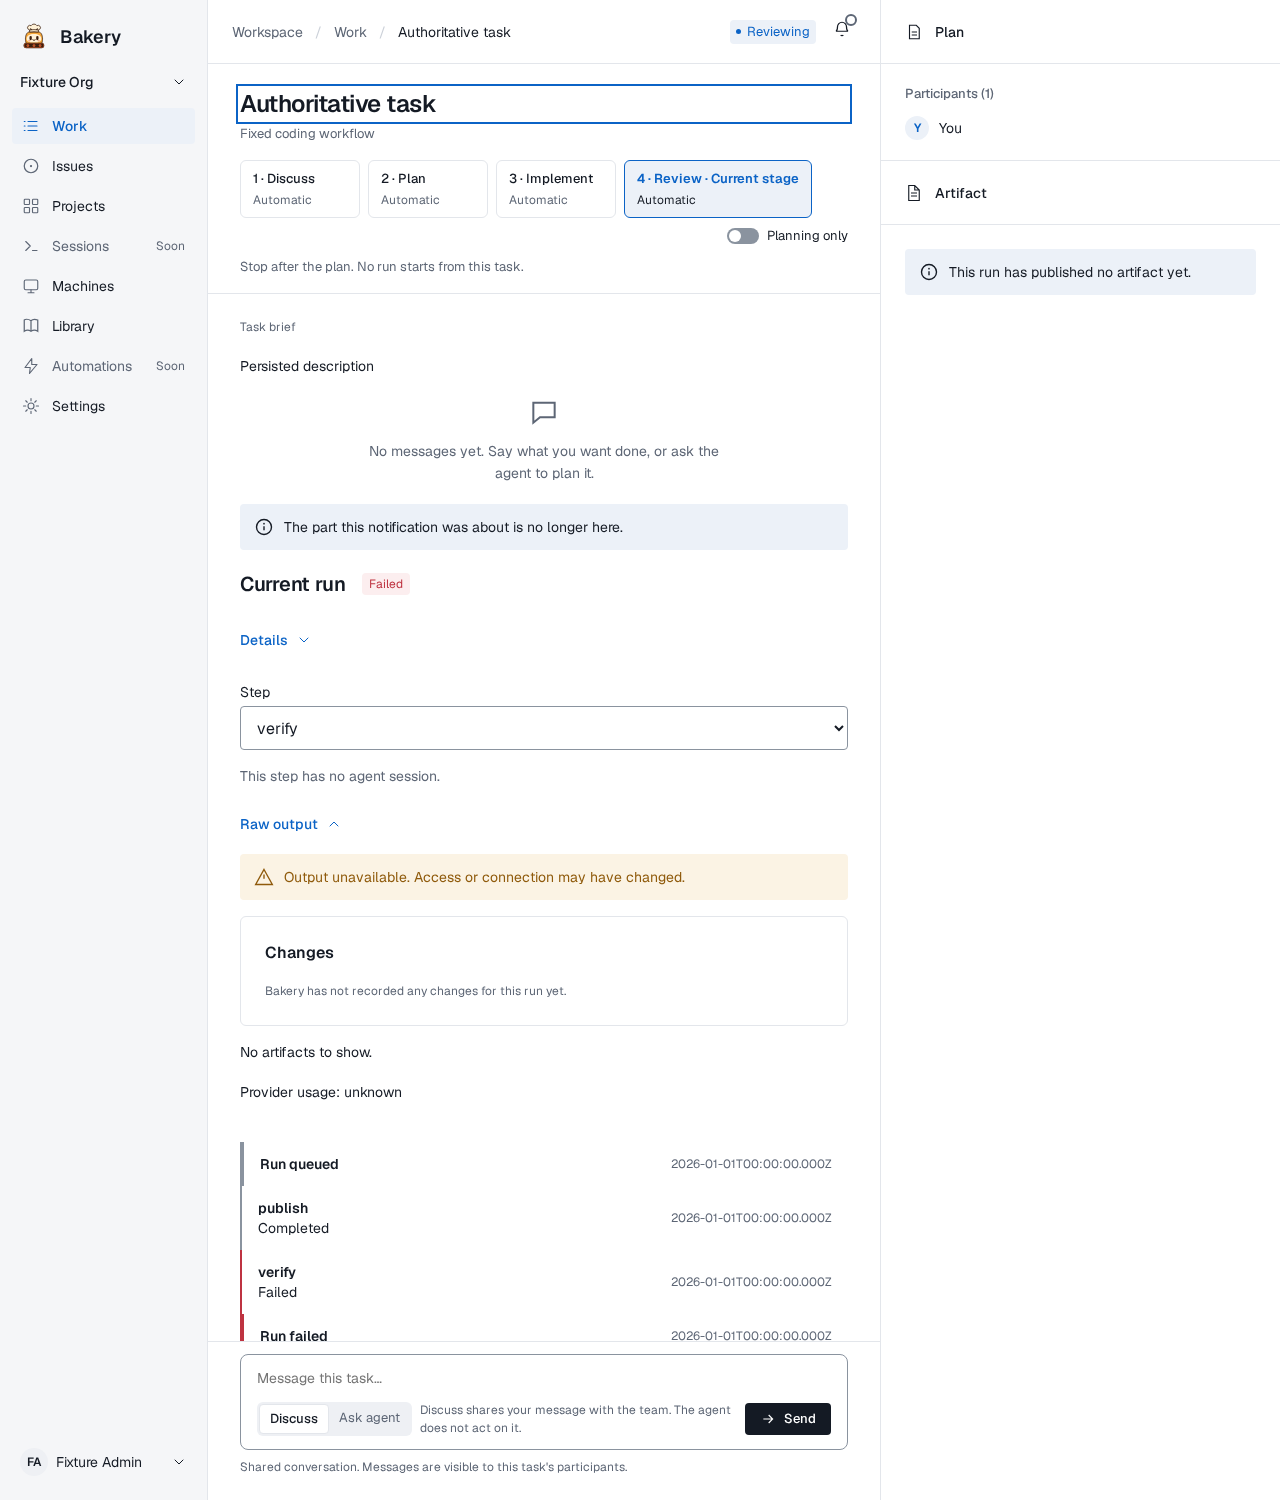 Bakery
Fixture Org
Work
Issues
Projects
Sessions Soon
Machines
Library
Automations Soon
Settings
FA Fixture Admin
Workspace / Work / Authoritative task
Reviewing
Authoritative task
Fixed coding workflow
1 · Discuss
Automatic
2 · Plan
Automatic
3 · Implement
Automatic
4 · Review · Current stage
Automatic
Planning only
Stop after the plan. No run starts from this task.
Task brief
Persisted description
No messages yet. Say what you want done, or ask the
agent to plan it.
The part this notification was about is no longer here.
Current run Failed
Details
Step
verify
This step has no agent session.
Raw output
Output unavailable. Access or connection may have changed.
Changes
Bakery has not recorded any changes for this run yet.
No artifacts to show.
Provider usage: unknown
Run queued 2026-01-01T00:00:00.000Z
publish
Completed
2026-01-01T00:00:00.000Z
verify
Failed
2026-01-01T00:00:00.000Z
Run failed 2026-01-01T00:00:00.000Z
Message this task...
Discuss Ask agent
Discuss shares your message with the team. The agent
does not act on it.
Send
Shared conversation. Messages are visible to this task's participants.
Plan
Participants (1)
Y You
Artifact
This run has published no artifact yet.